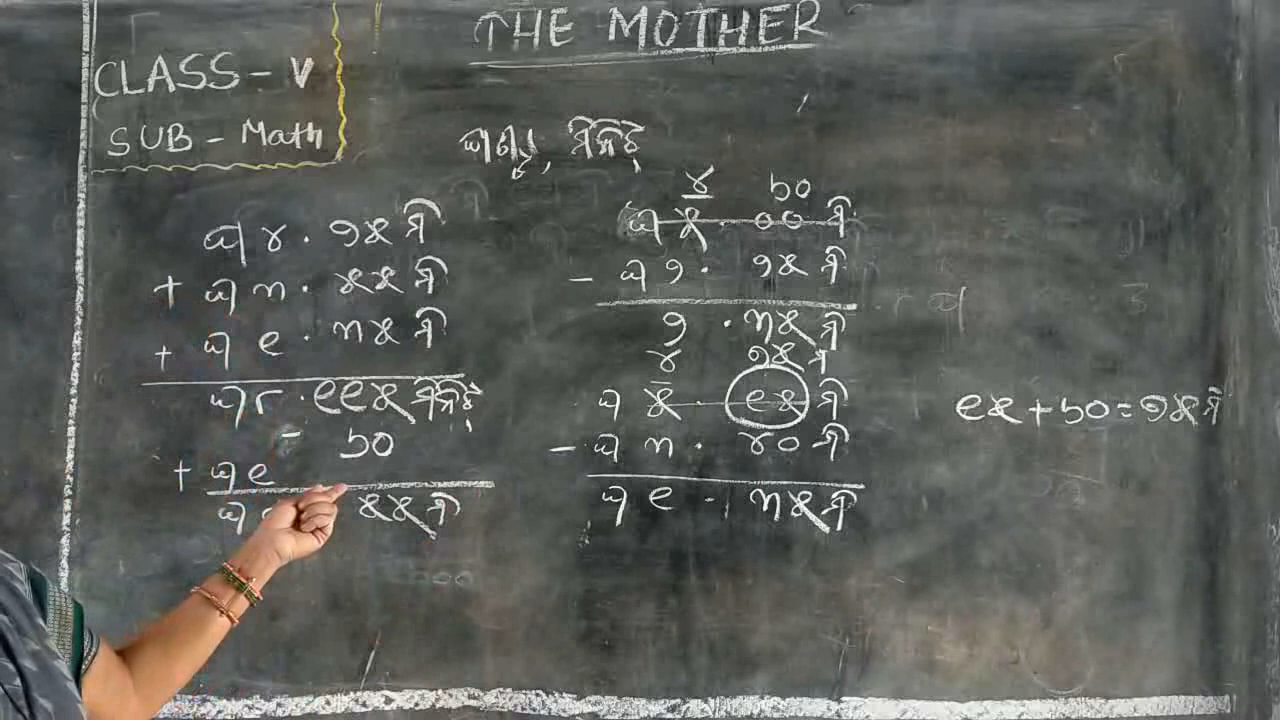 THE MOTHER
CLASS - V
SUB - Math
ଘଣ୍ଟା, ମିନିଟ୍
ଘ ୪ . ୨୫ ମି
+ ଘ ୩ . ୫୫ ମି
+ ଘ ୧ . ୩୫ ମି
ଘ ୮ . ୧୧୫ ମିନିଟ୍
- ୬୦
+ ଘ ୧
ଘ ୫୫ ମି
୪ ୬୦
ଘ ୫ . ୦୦ ମି
- ଘ ୨ . ୨୫ ମି
୨ . ୩୫ ମି
୪ ୭୫ ମି
ଘ ୫ ୧୫ ମି
- ଘ ୩ . ୪୦ ମି
ଘ ୧ . ୩୫ ମି
୧୫ + ୬୦ = ୭୫ ମି